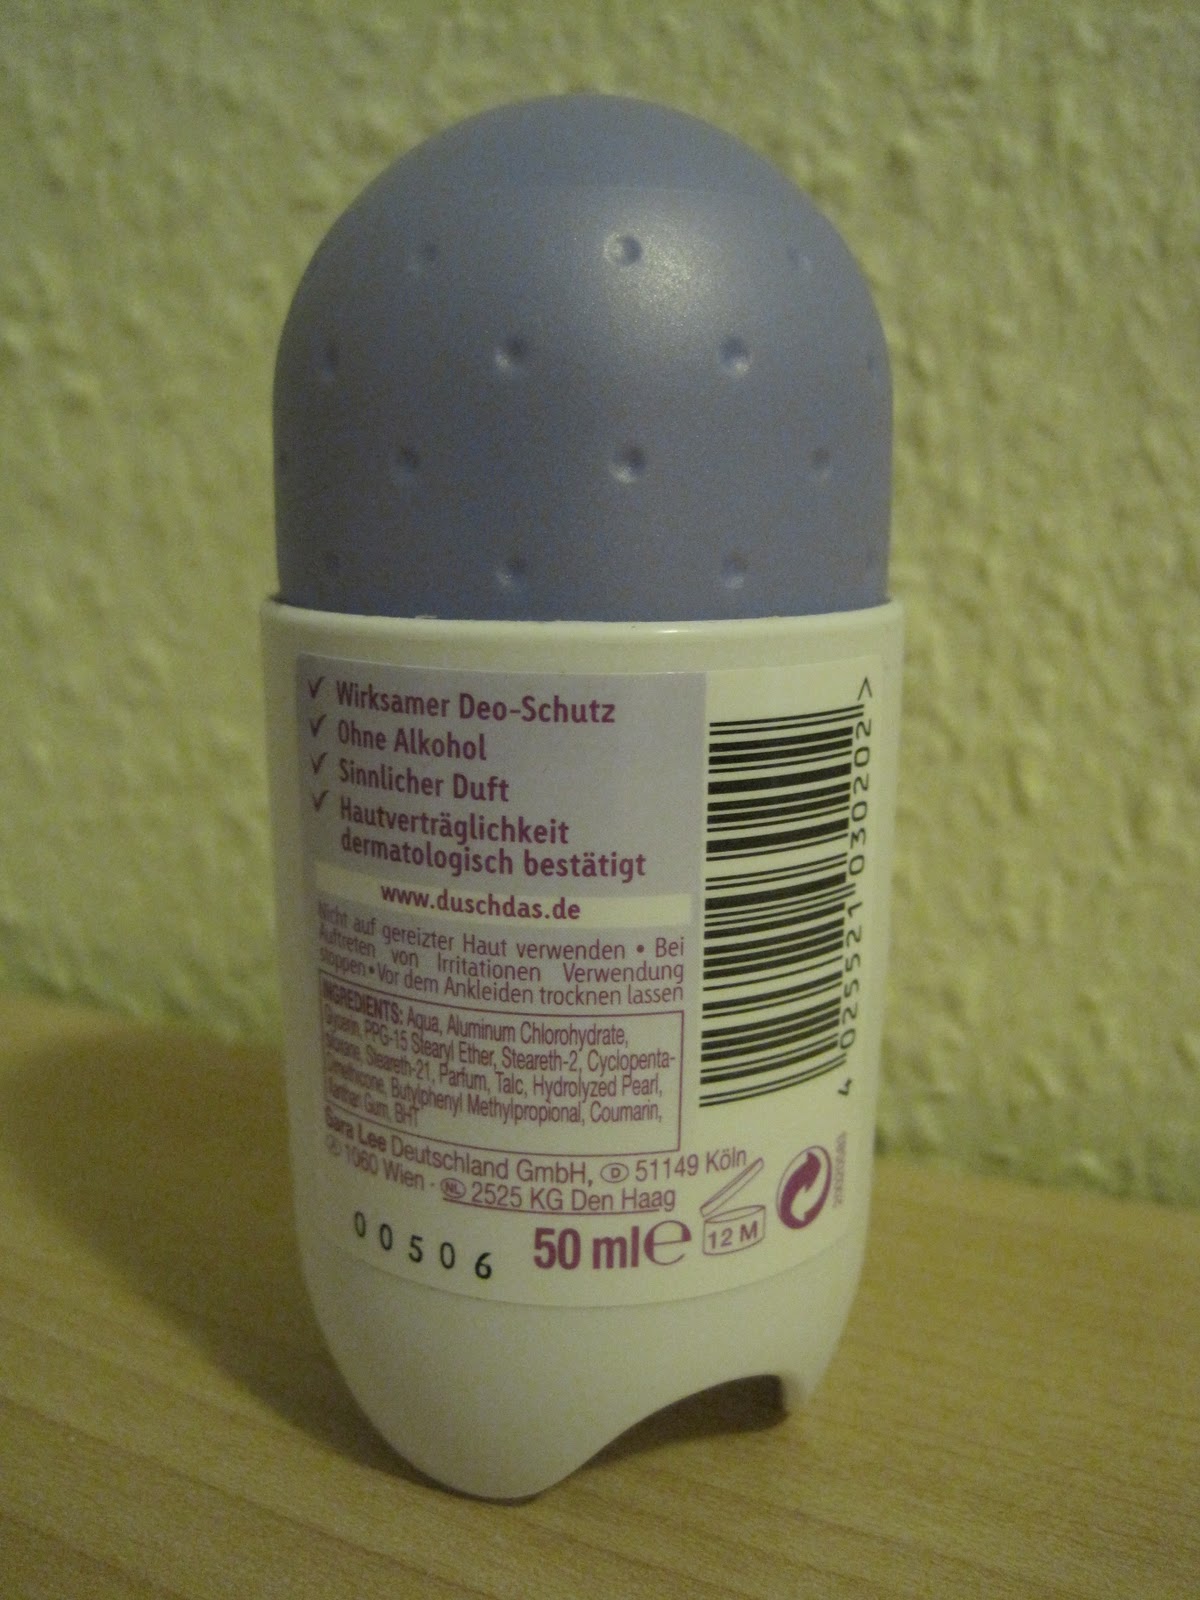 ✓ Wirksamer Deo-Schutz
✓ Ohne Alkohol
✓ Sinnlicher Duft
✓ Hautverträglichkeit
dermatologisch bestätigt
www.duschdas.de
Nicht auf gereizter Haut verwenden • Bei
Auftreten von Irritationen Verwendung
stoppen • Vor dem Ankleiden trocknen lassen
INGREDIENTS: Aqua, Aluminum Chlorohydrate,
Glycerin, PPG-15 Stearyl Ether, Steareth-2, Cyclopenta-
siloxane, Steareth-21, Parfum, Talc, Hydrolyzed Pearl,
Dimethicone, Butylphenyl Methylpropional, Coumarin,
Xanthan Gum, BHT
Sara Lee Deutschland GmbH, D 51149 Köln
A 1060 Wien · NL 2525 KG Den Haag
00506
50 ml e
12 M
4 025521 030202 >